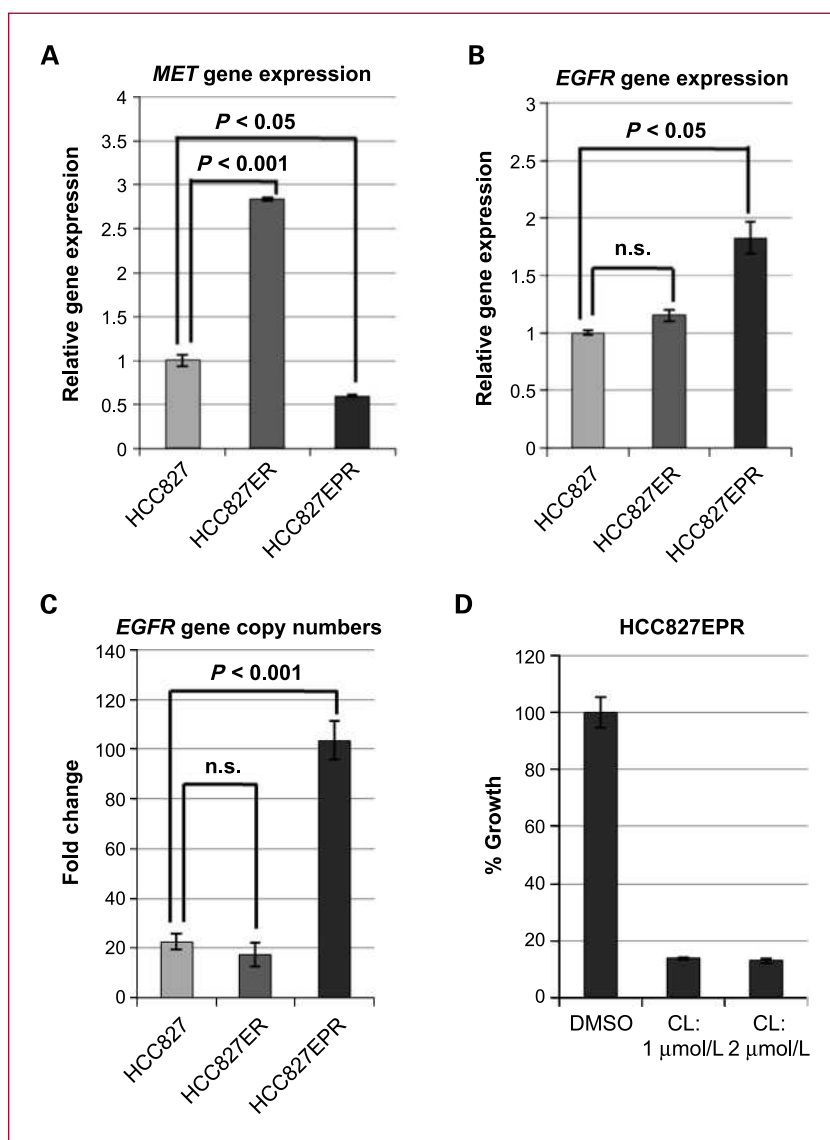 A
MET gene expression
Relative gene expression
4
3.5
3
2.5
2
1.5
1
0.5
0
P < 0.05
P < 0.001
HCC827
HCC827ER
HCC827EPR
B
EGFR gene expression
Relative gene expression
3
2.5
2
1.5
1
0.5
0
P < 0.05
n.s.
HCC827
HCC827ER
HCC827EPR
C
EGFR gene copy numbers
Fold change
140
120
100
80
60
40
20
0
P < 0.001
n.s.
HCC827
HCC827ER
HCC827EPR
D
HCC827EPR
% Growth
120
100
80
60
40
20
0
DMSO
CL:
1 μmol/L
CL:
2 μmol/L